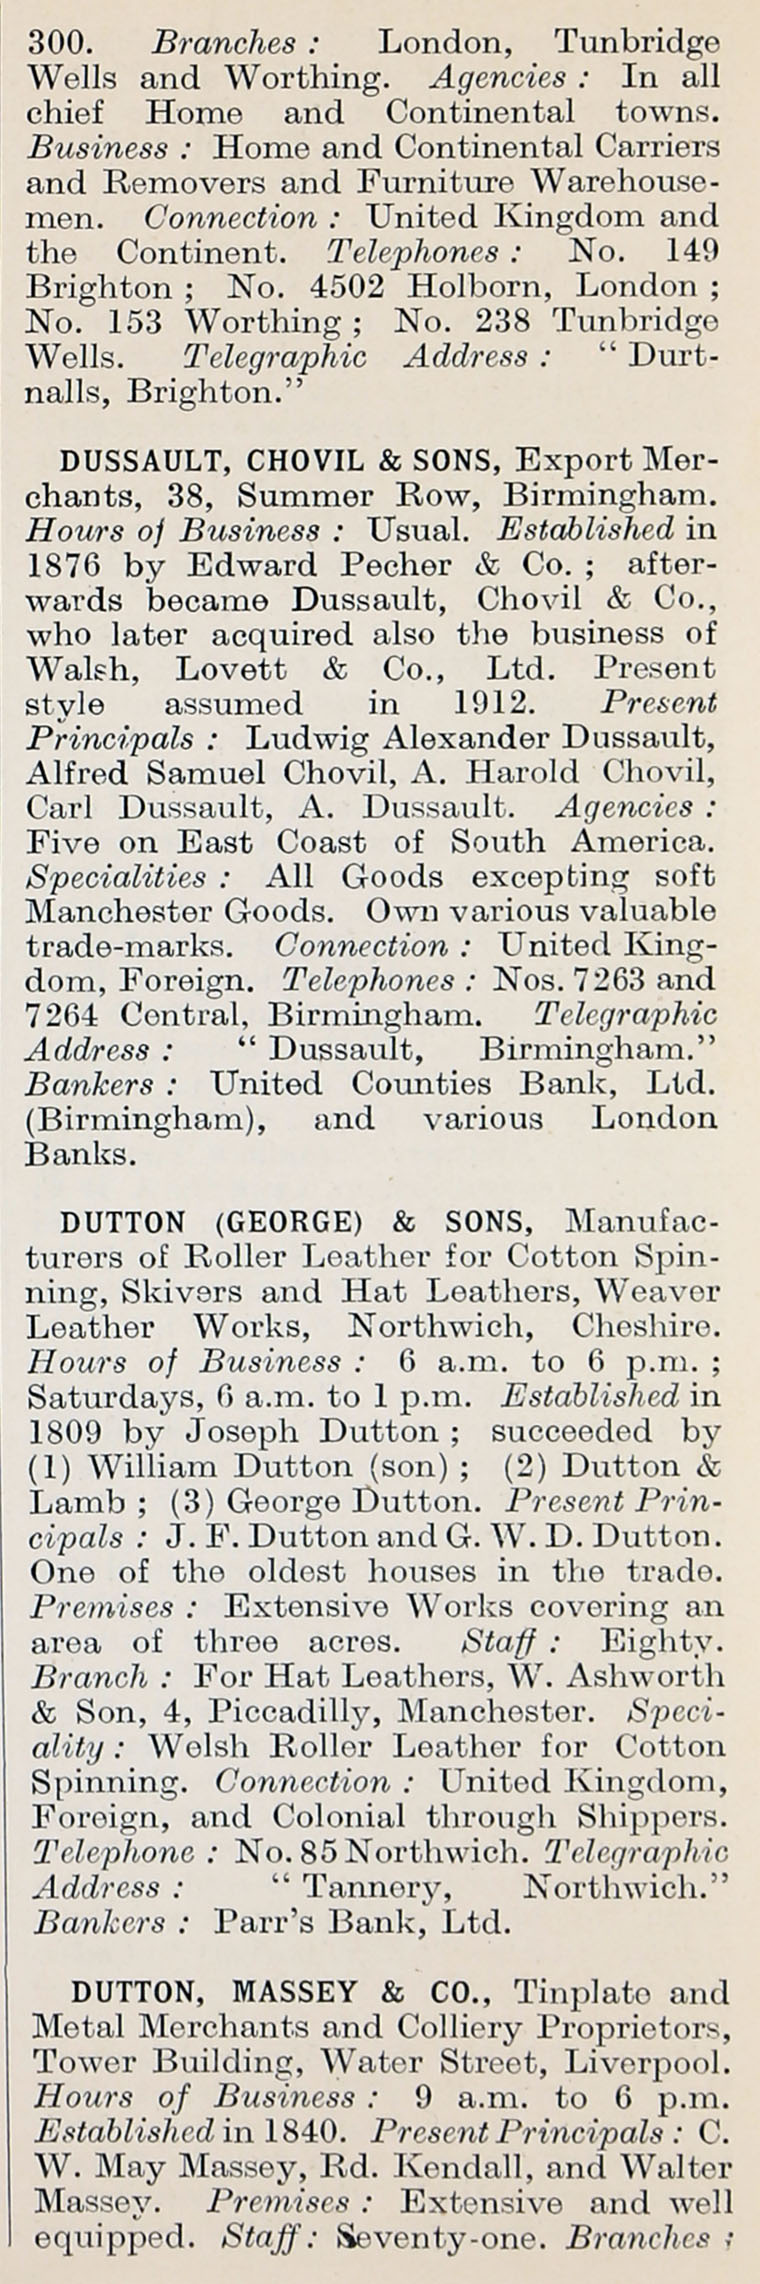 300. Branches : London, Tunbridge
Wells and Worthing. Agencies : In all
chief Home and Continental towns.
Business : Home and Continental Carriers
and Removers and Furniture Warehouse-
men. Connection : United Kingdom and
the Continent. Telephones : No. 149
Brighton ; No. 4502 Holborn, London ;
No. 153 Worthing ; No. 238 Tunbridge
Wells. Telegraphic Address : “ Durt-
nalls, Brighton.”
DUSSAULT, CHOVIL & SONS, Export Mer-
chants, 38, Summer Row, Birmingham.
Hours of Business : Usual. Established in
1876 by Edward Pecher & Co. ; after-
wards became Dussault, Chovil & Co.,
who later acquired also the business of
Walsh, Lovett & Co., Ltd. Present
style assumed in 1912. Present
Principals : Ludwig Alexander Dussault,
Alfred Samuel Chovil, A. Harold Chovil,
Carl Dussault, A. Dussault. Agencies :
Five on East Coast of South America.
Specialities : All Goods excepting soft
Manchester Goods. Own various valuable
trade-marks. Connection : United King-
dom, Foreign. Telephones : Nos. 7263 and
7264 Central, Birmingham. Telegraphic
Address : “ Dussault, Birmingham.”
Bankers : United Counties Bank, Ltd.
(Birmingham), and various London
Banks.
DUTTON (GEORGE) & SONS, Manufac-
turers of Roller Leather for Cotton Spin-
ning, Skivers and Hat Leathers, Weaver
Leather Works, Northwich, Cheshire.
Hours of Business : 6 a.m. to 6 p.m. ;
Saturdays, 6 a.m. to 1 p.m. Established in
1809 by Joseph Dutton ; succeeded by
(1) William Dutton (son) ; (2) Dutton &
Lamb ; (3) George Dutton. Present Prin-
cipals : J. F. Dutton and G. W. D. Dutton.
One of the oldest houses in the trade.
Premises : Extensive Works covering an
area of three acres. Staff : Eighty.
Branch : For Hat Leathers, W. Ashworth
& Son, 4, Piccadilly, Manchester. Speci-
ality : Welsh Roller Leather for Cotton
Spinning. Connection : United Kingdom,
Foreign, and Colonial through Shippers.
Telephone : No. 85 Northwich. Telegraphic
Address : “ Tannery, Northwich.”
Bankers : Parr's Bank, Ltd.
DUTTON, MASSEY & CO., Tinplate and
Metal Merchants and Colliery Proprietors,
Tower Building, Water Street, Liverpool.
Hours of Business : 9 a.m. to 6 p.m.
Established in 1840. Present Principals : C.
W. May Massey, Rd. Kendall, and Walter
Massey. Premises : Extensive and well
equipped. Staff : Seventy-one. Branches :